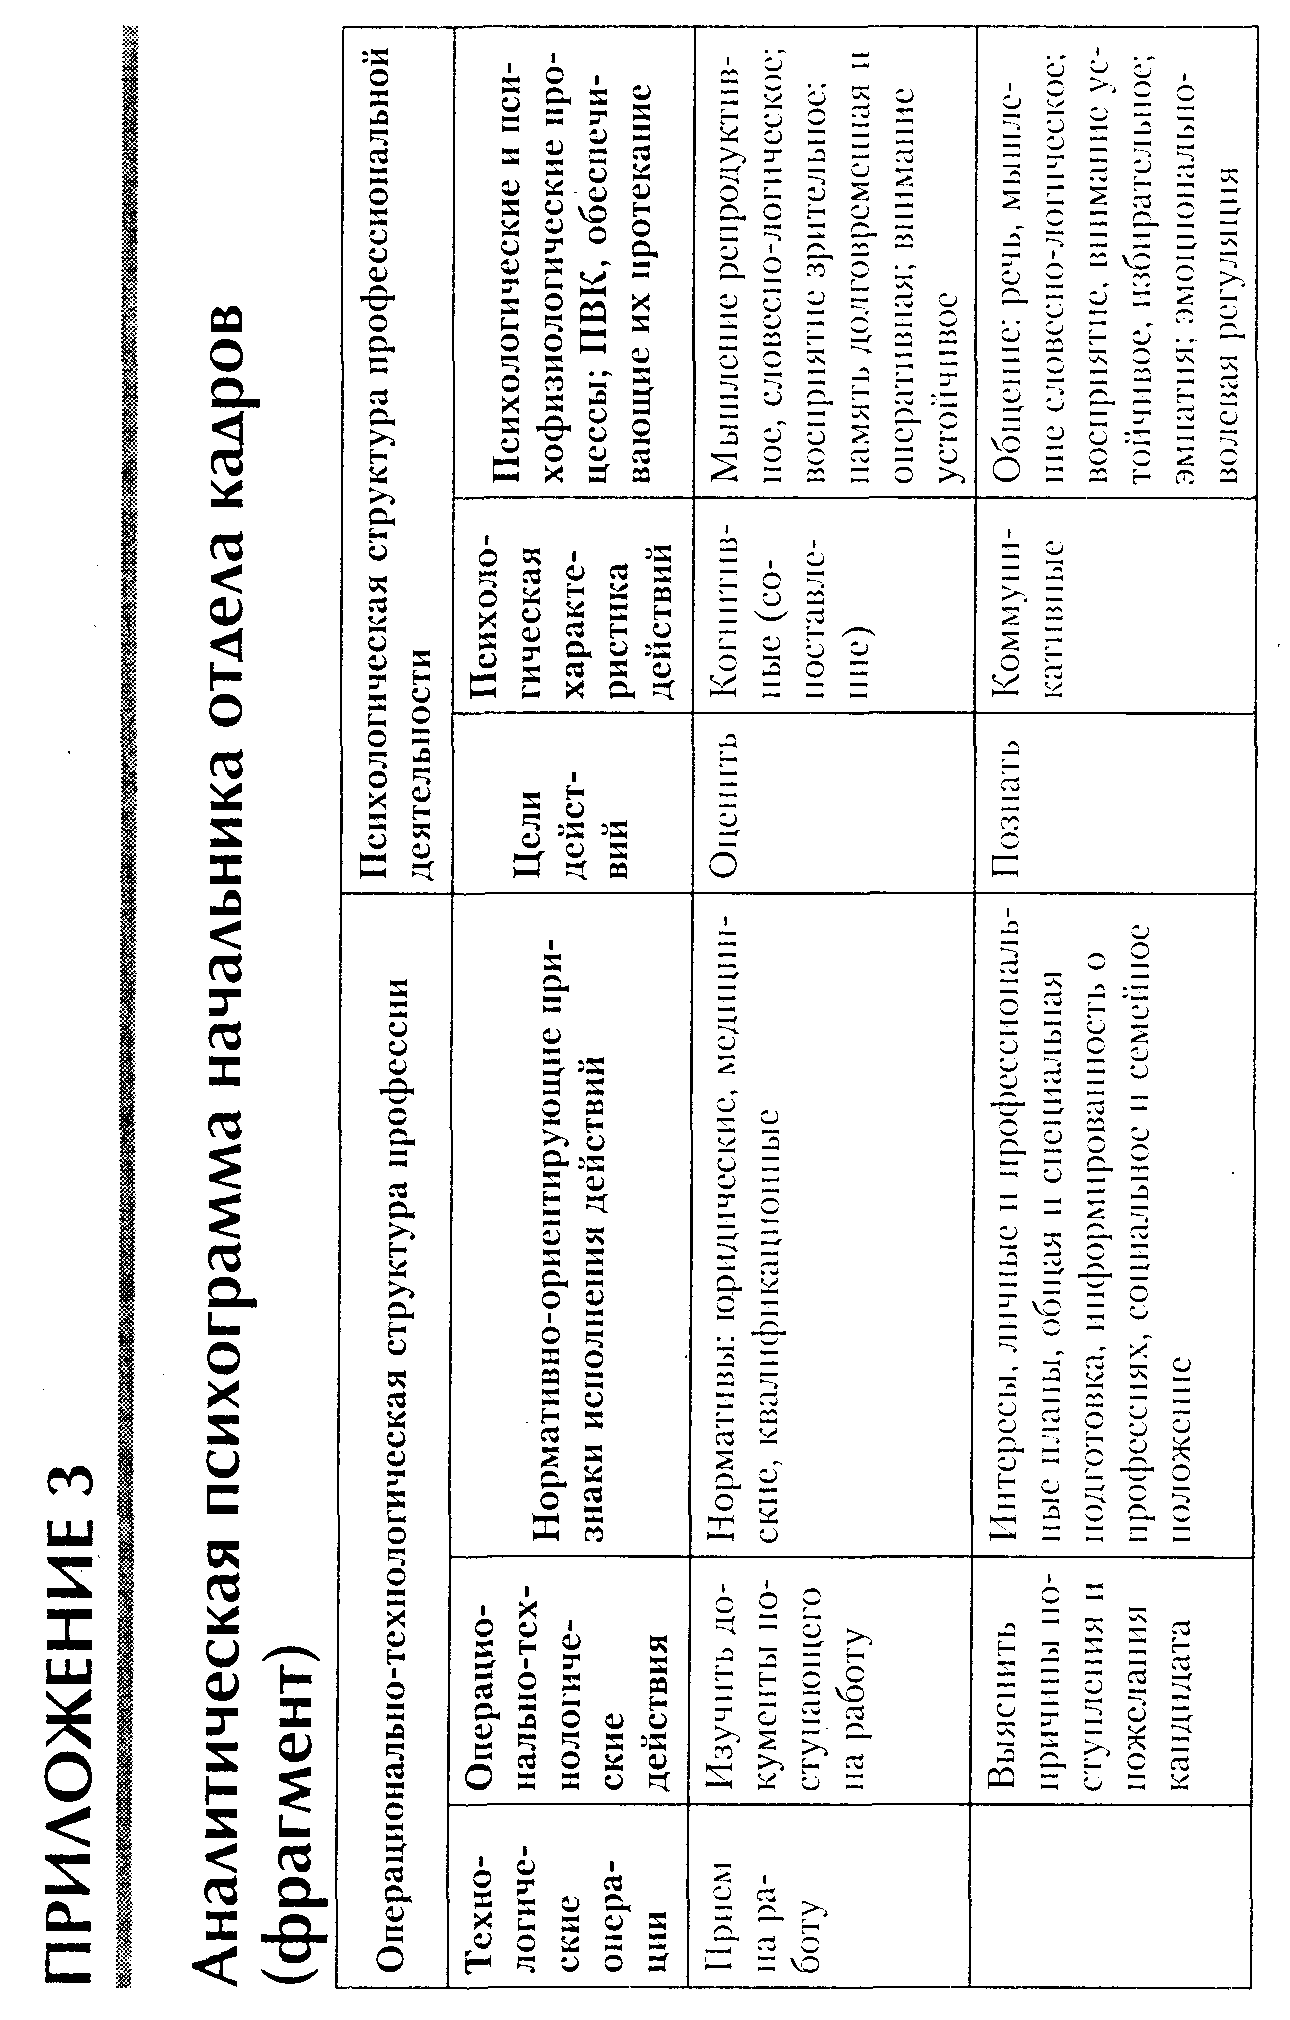 ПРИЛОЖЕНИЕ 3
Аналитическая психограмма начальника отдела кадров
(фрагмент)
Операционально-технологическая структура профессии
Психологическая структура профессиональной
деятельности
Техно-
логиче-
ские
опера-
ции
Операцио-
нально-тех-
нологиче-
ские
действия
Нормативно-ориентирующие при-
знаки исполнения действий
Цели
дейст-
вий
Психоло-
гическая
характе-
ристика
действий
Психологические и пси-
хофизиологические про-
цессы; ПВК, обеспечи-
вающие их протекание
Прием
на ра-
боту
Изучить до-
кументы по-
ступающего
на работу
Нормативы: юридические, медицин-
ские, квалификационные
Оценить
Когнитив-
ные (со-
поставле-
ние)
Мышление репродуктив-
ное, словесно-логическое;
восприятие зрительное;
память долговременная и
оперативная; внимание
устойчивое
Выяснить
причины по-
ступления и
пожелания
кандидата
Интересы, личные и профессиональ-
ные планы, общая и специальная
подготовка, информированность о
профессиях, социальное и семейное
положение
Познать
Коммуни-
кативные
Общение: речь, мышле-
ние словесно-логическое;
восприятие, внимание ус-
тойчивое, избирательное;
эмпатия; эмоционально-
волевая регуляция